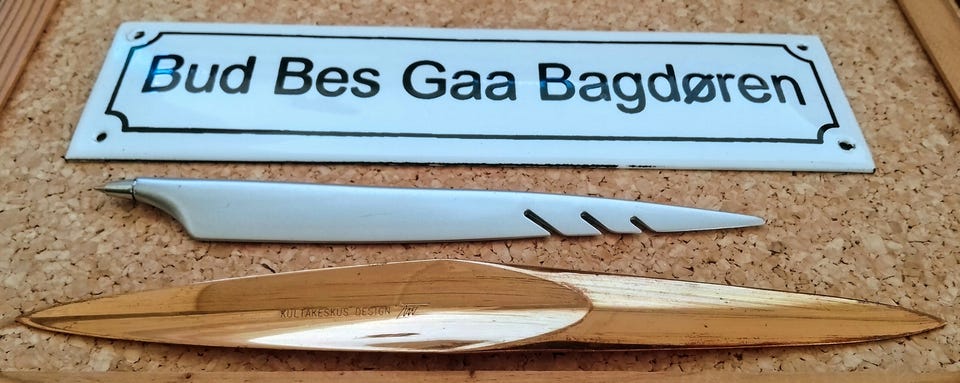 Bud Bes Gaa Bagdøren
KULTAKESKUS DESIGN